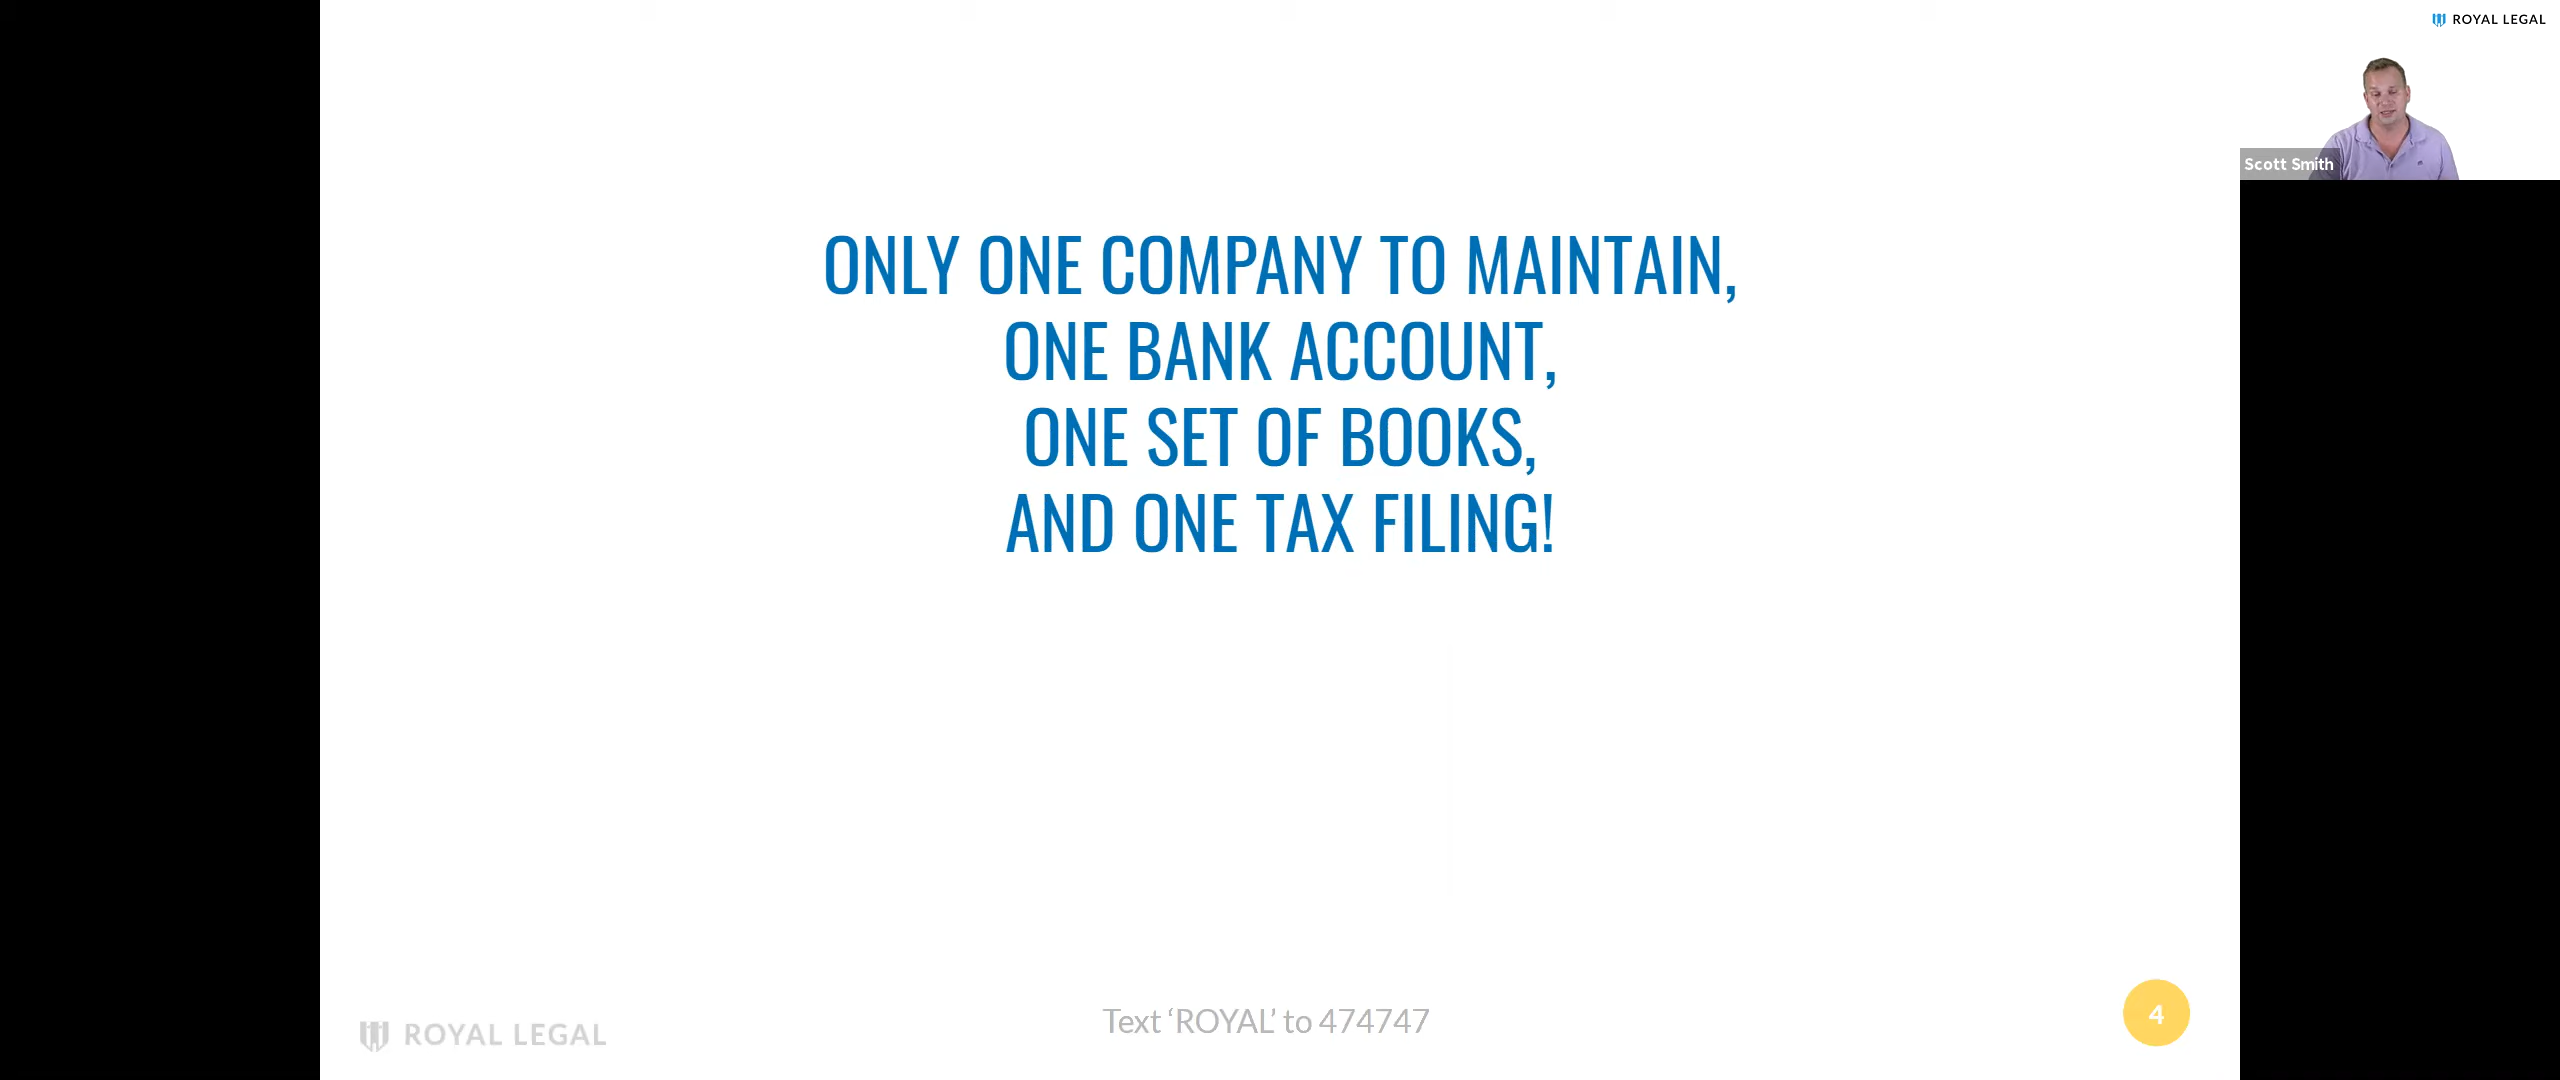 ROYAL LEGAL
Scott Smith
ONLY ONE COMPANY TO MAINTAIN,
ONE BANK ACCOUNT,
ONE SET OF BOOKS,
AND ONE TAX FILING!
ROYAL LEGAL
Text ‘ROYAL’ to 474747
4